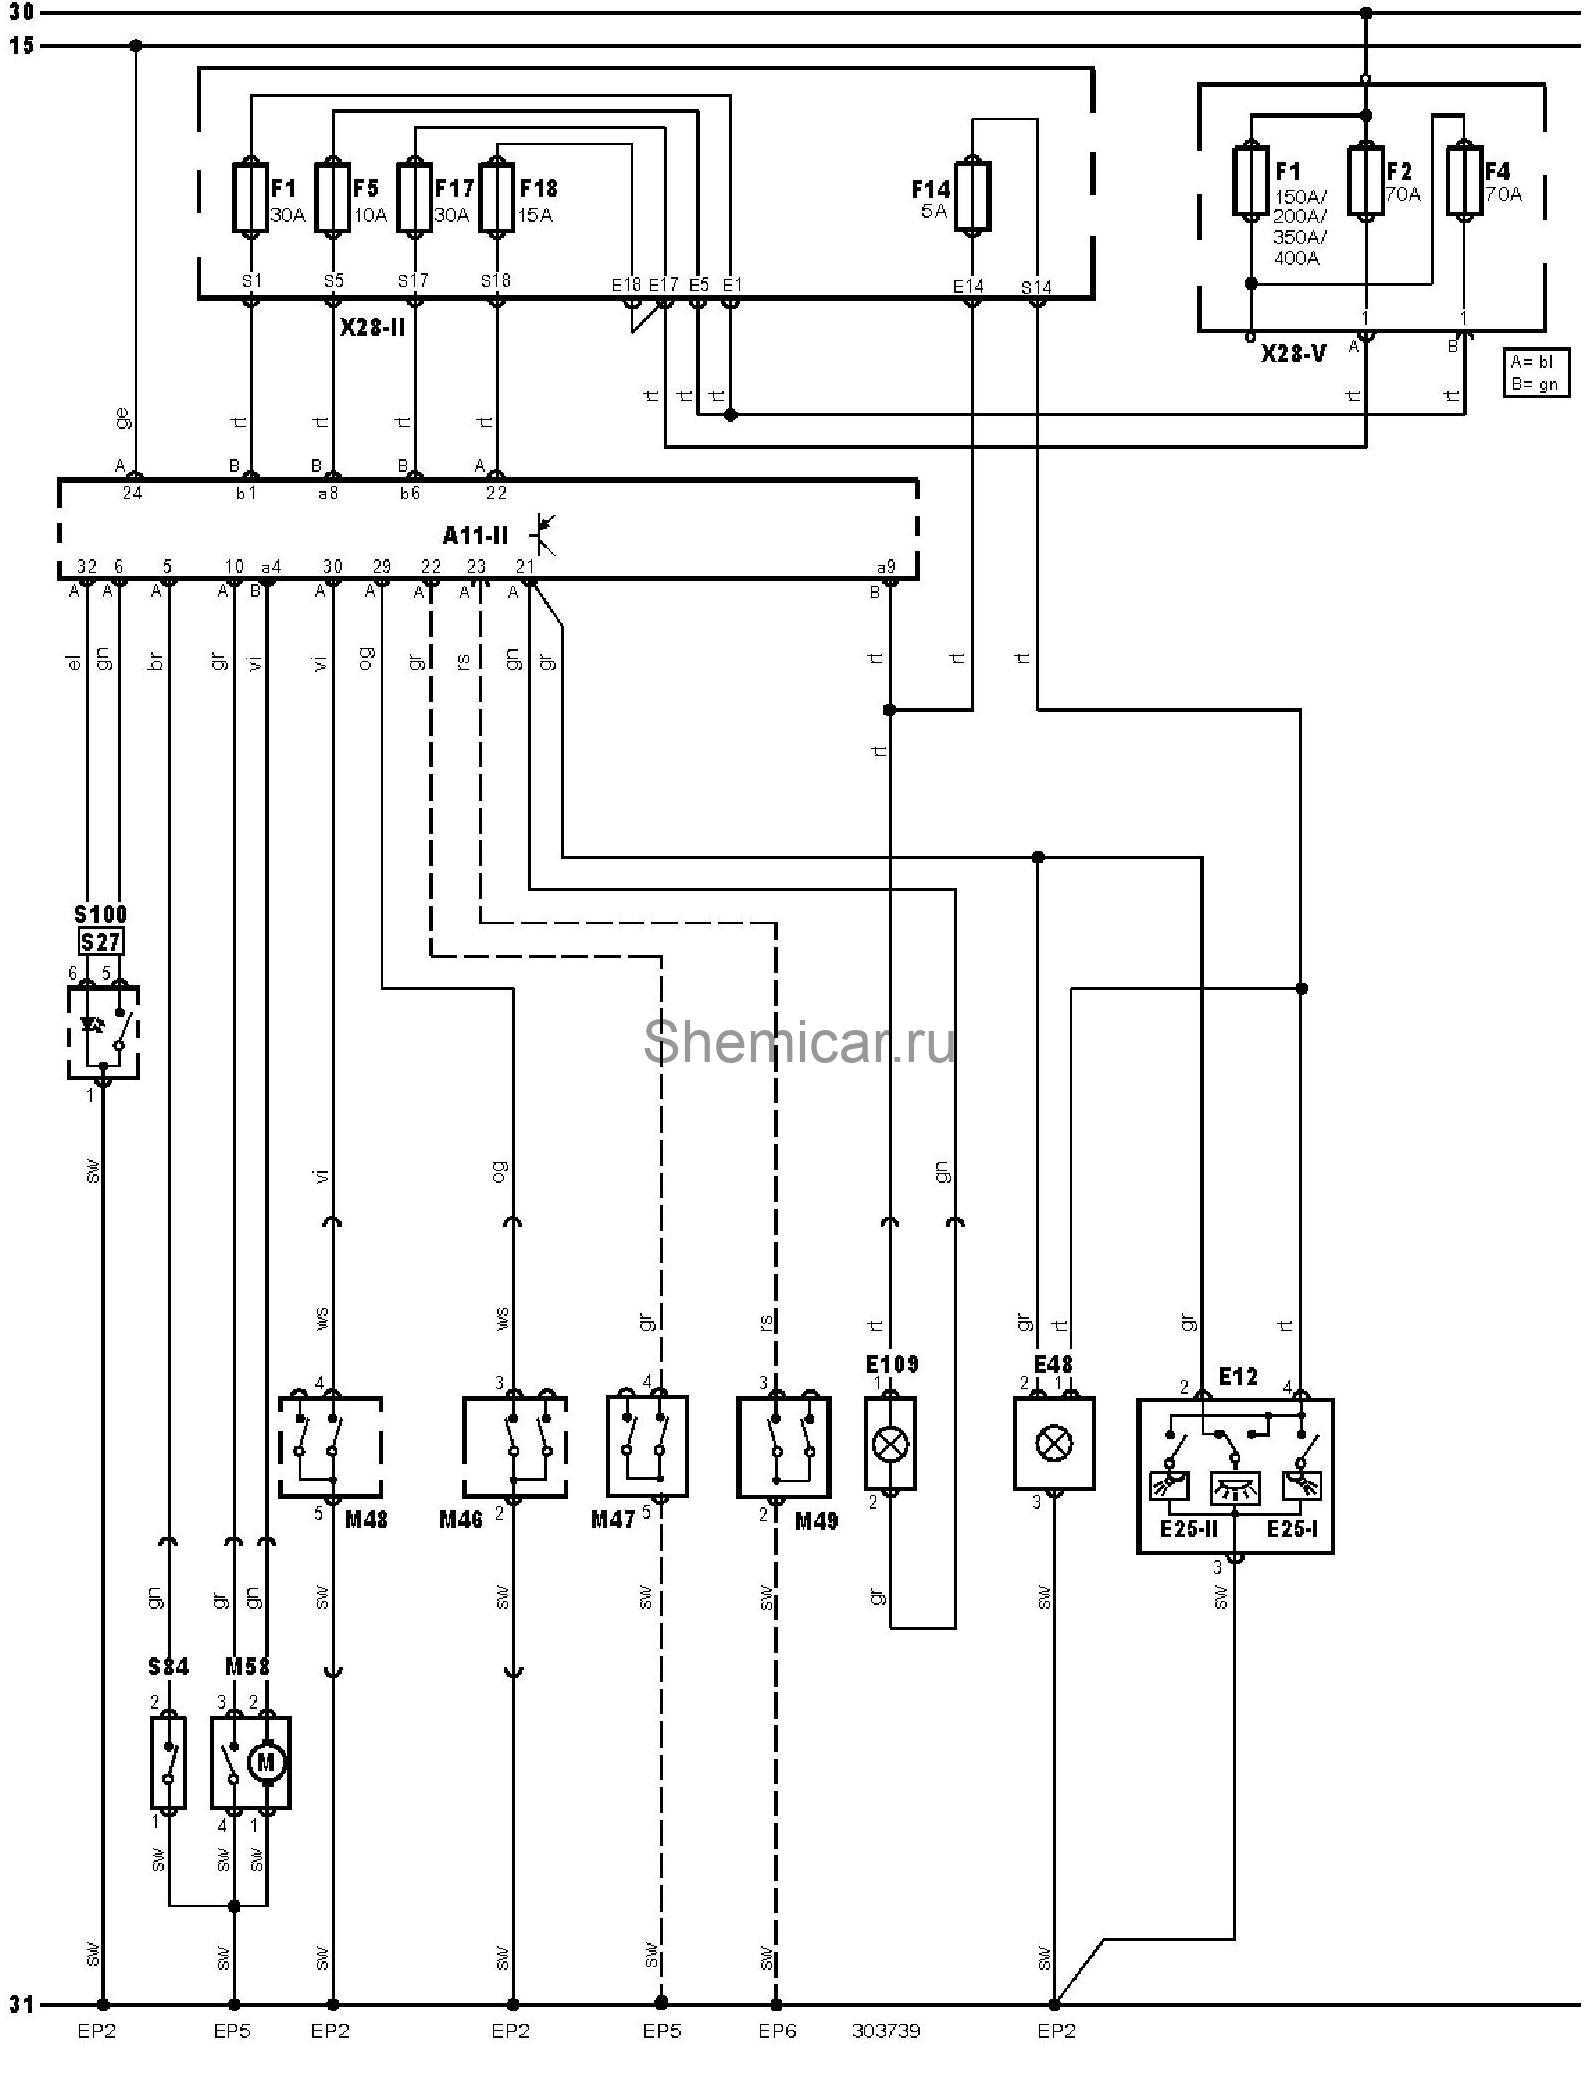 30
15
F1 F5 F17 F18 F14 F1 F2 F4
30A 10A 30A 15A 5A 150A/ 70A 70A
200A/
350A/
400A
S1 S5 S17 S18 E18 E17 E5 E1 E14 S14
1 1
X28-II
A B
X28-V
A= bl
B= gn
ge rt rt rt rt rt rt rt rt rt
A B B B A
24 b1 a8 b6 22
A11-II
32 6 5 10 a4 30 29 22 23 21 a9
A A A A B A A A A A B
el gn br gr vi vi og gr rs gn gr rt rt rt
rt
S100
S27
6 5
Shemicar.ru
1
sw vi og gn
ws ws gr rs rt gr rt gr rt
E109 E48 E12
4 3 4 3 1 2 1 2 4
5 M48 M46 2 M47 5 2 M49 2 3
E25-II E25-I
3
gn gr gn sw sw sw sw gr sw sw
S84 M58
2 3 2
M
1 4 1
sw sw sw
sw sw sw sw sw sw sw
31
EP2 EP5 EP2 EP2 EP5 EP6 303739 EP2